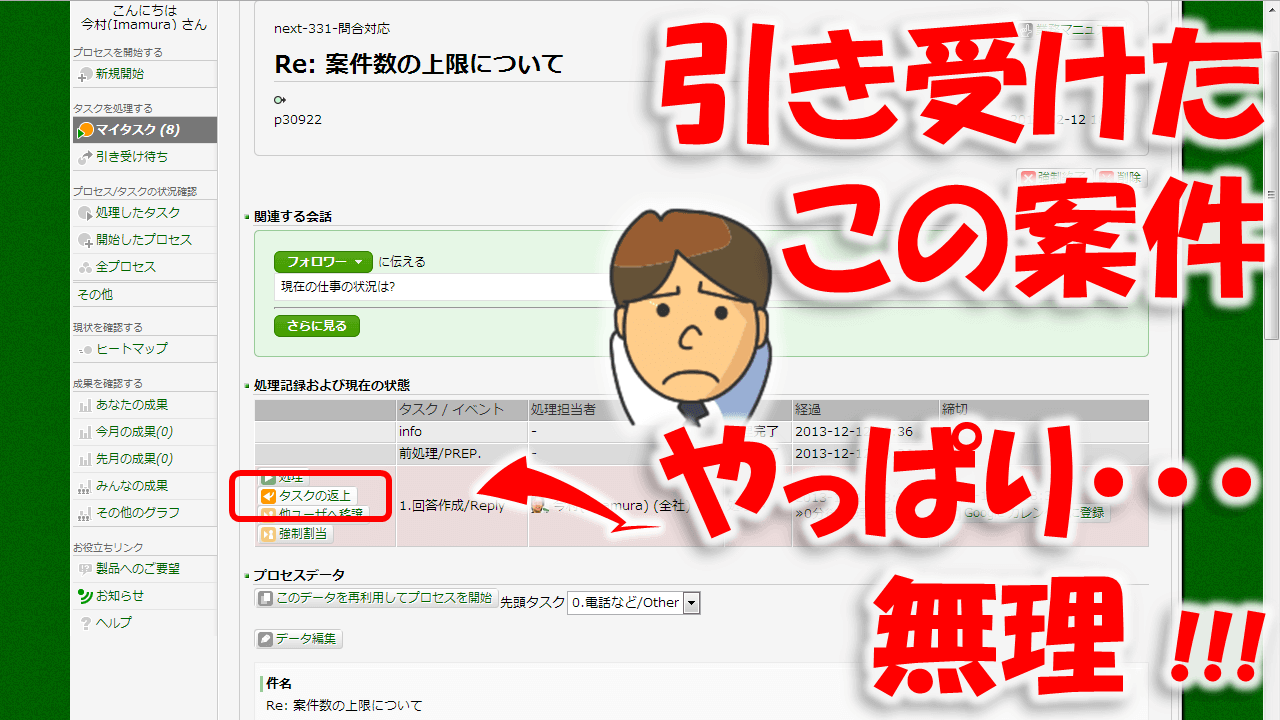 こんにちは
今村(Imamura) さん
プロセスを開始する
新規開始
タスクを処理する
マイタスク (8)
引き受け待ち
プロセス/タスクの状況確認
処理したタスク
開始したプロセス
全プロセス
その他
現状を確認する
ヒートマップ
成果を確認する
あなたの成果
今月の成果(0)
先月の成果(0)
みんなの成果
その他のグラフ
お役立ちリンク
製品へのご要望
お知らせ
ヘルプ
next-331-問合対応
Re: 案件数の上限について
p30922
引き受けた
この案件
強制終了
削除
関連する会話
フォロワー に伝える
現在の仕事の状況は?
さらに見る
処理記録および現在の状態
タスク / イベント 処理担当者 経過 締切
info - 完了
前処理/PREP. -
処理
タスクの返上
他ユーザへ移譲
強制割当
1.回答作成/Reply (全社)
登録
やっぱり・・・
無理 !!!
プロセスデータ
このデータを再利用してプロセスを開始 先頭タスク 0.電話など/Other
データ編集
件名
Re: 案件数の上限について